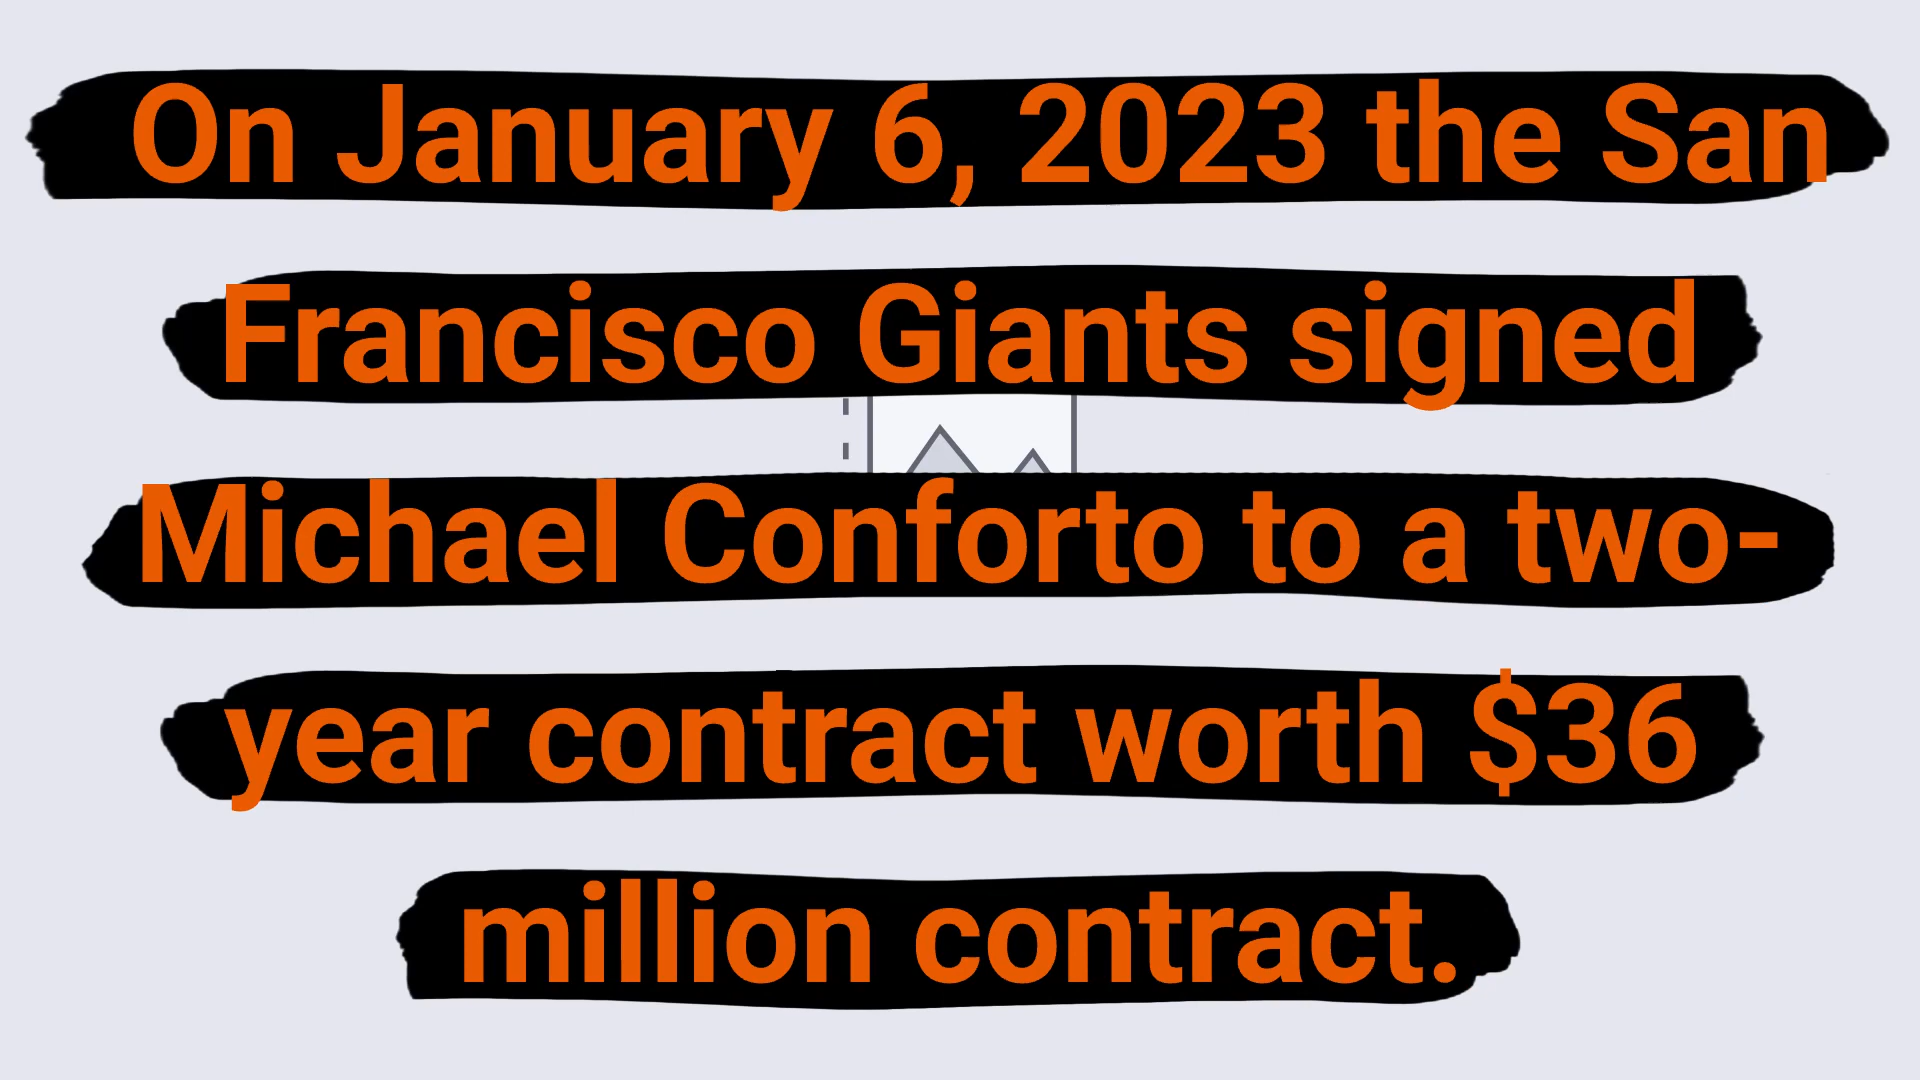 On January 6, 2023 the San
Francisco Giants signed
Michael Conforto to a two-
year contract worth $36
million contract.